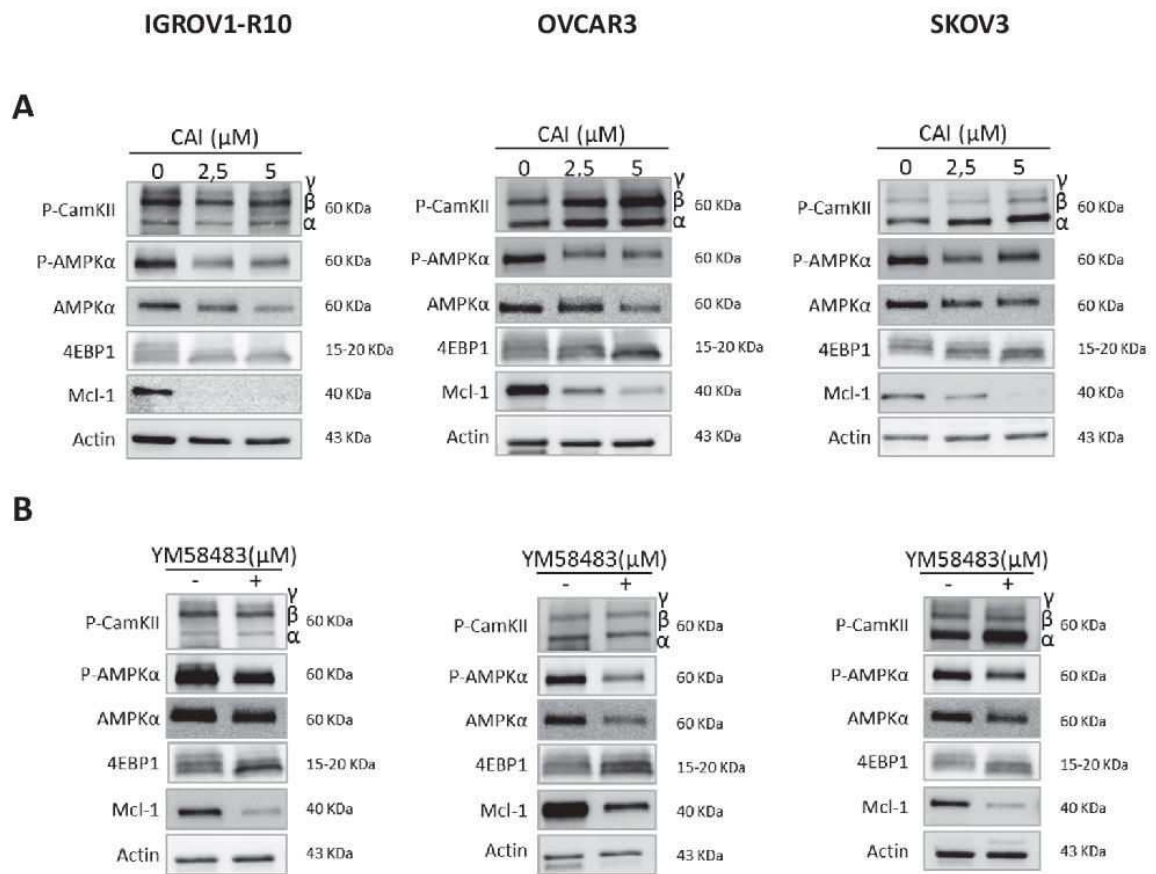 IGROV1-R10 OVCAR3 SKOV3
A
CAI (µM) CAI (µM) CAI (µM)
0 2,5 5 0 2,5 5 0 2,5 5
P-CamKII γ β α 60 KDa P-CamKII γ β α 60 KDa P-CamKII γ β α 60 KDa
P-AMPKα 60 KDa P-AMPKα 60 KDa P-AMPKα 60 KDa
AMPKα 60 KDa AMPKα 60 KDa AMPKα 60 KDa
4EBP1 15-20 KDa 4EBP1 15-20 KDa 4EBP1 15-20 KDa
Mcl-1 40 KDa Mcl-1 40 KDa Mcl-1 40 KDa
Actin 43 KDa Actin 43 KDa Actin 43 KDa
B
YM58483(µM) YM58483(µM) YM58483(µM)
- + - + - +
P-CamKII γ β α 60 KDa P-CamKII γ β α 60 KDa P-CamKII γ β α 60 KDa
P-AMPKα 60 KDa P-AMPKα 60 KDa P-AMPKα 60 KDa
AMPKα 60 KDa AMPKα 60 KDa AMPKα 60 KDa
4EBP1 15-20 KDa 4EBP1 15-20 KDa 4EBP1 15-20 KDa
Mcl-1 40 KDa Mcl-1 40 KDa Mcl-1 40 KDa
Actin 43 KDa Actin 43 KDa Actin 43 KDa